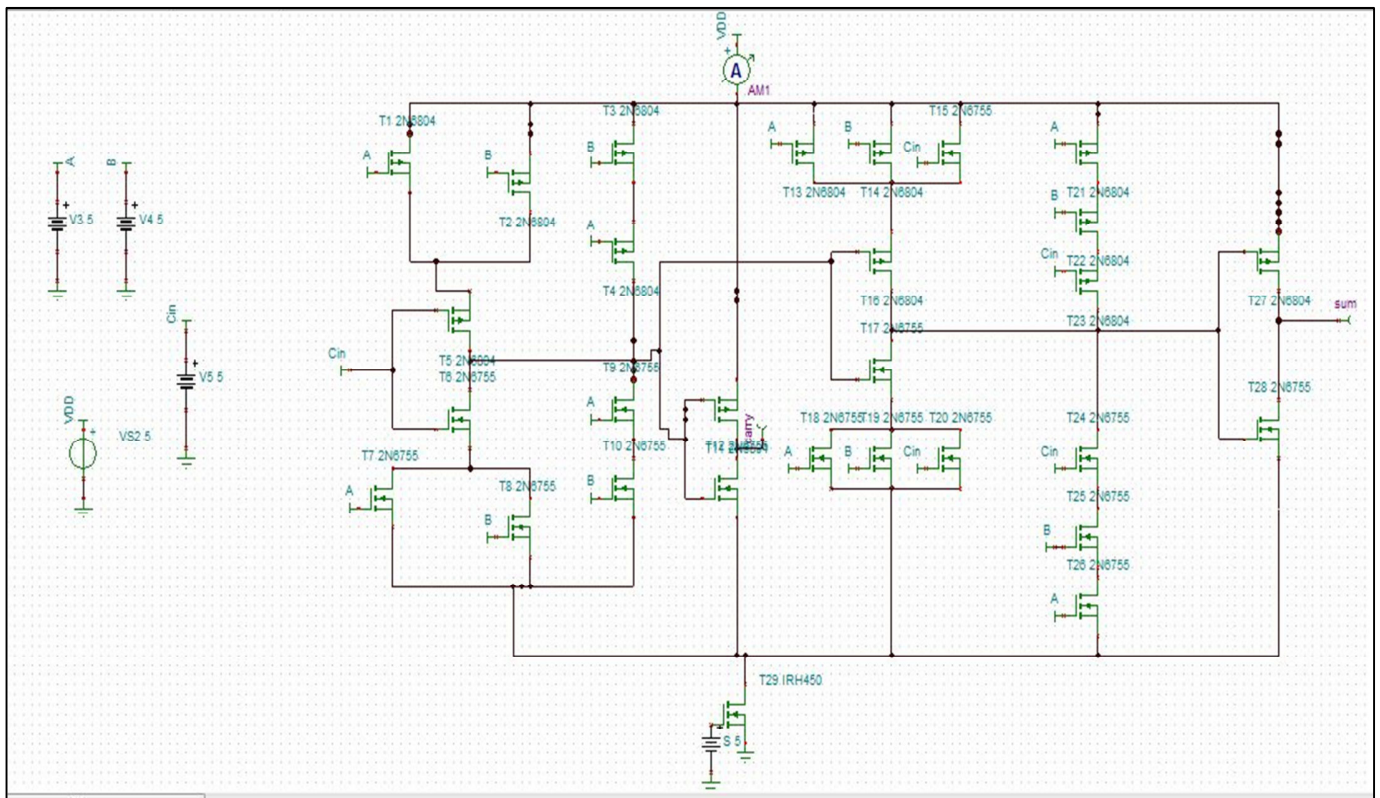 VDD
+
A
AM1
T1 2N6804
T3 2N6804
T15 2N6755
A
B
B
A
B
Cin
A
T13 2N6804
T14 2N6804
T21 2N6804
A
B
+
V3 5
+
V4 5
T2 2N6804
A
B
Cin
T22 2N6804
T4 2N6804
T16 2N6804
T27 2N6804
sum
Cin
+
V5 5
T17 2N6755
T23 2N6804
Cin
T5 2N6804
T6 2N6755
T9 2N6755
T28 2N6755
VDD
+
VS2 5
A
carry
T18 2N6755
T19 2N6755
T20 2N6755
T24 2N6755
T7 2N6755
T10 2N6755
A
B
Cin
Cin
A
T8 2N6755
B
B
T25 2N6755
B
T26 2N6755
A
T29 IRH450
+
S 5